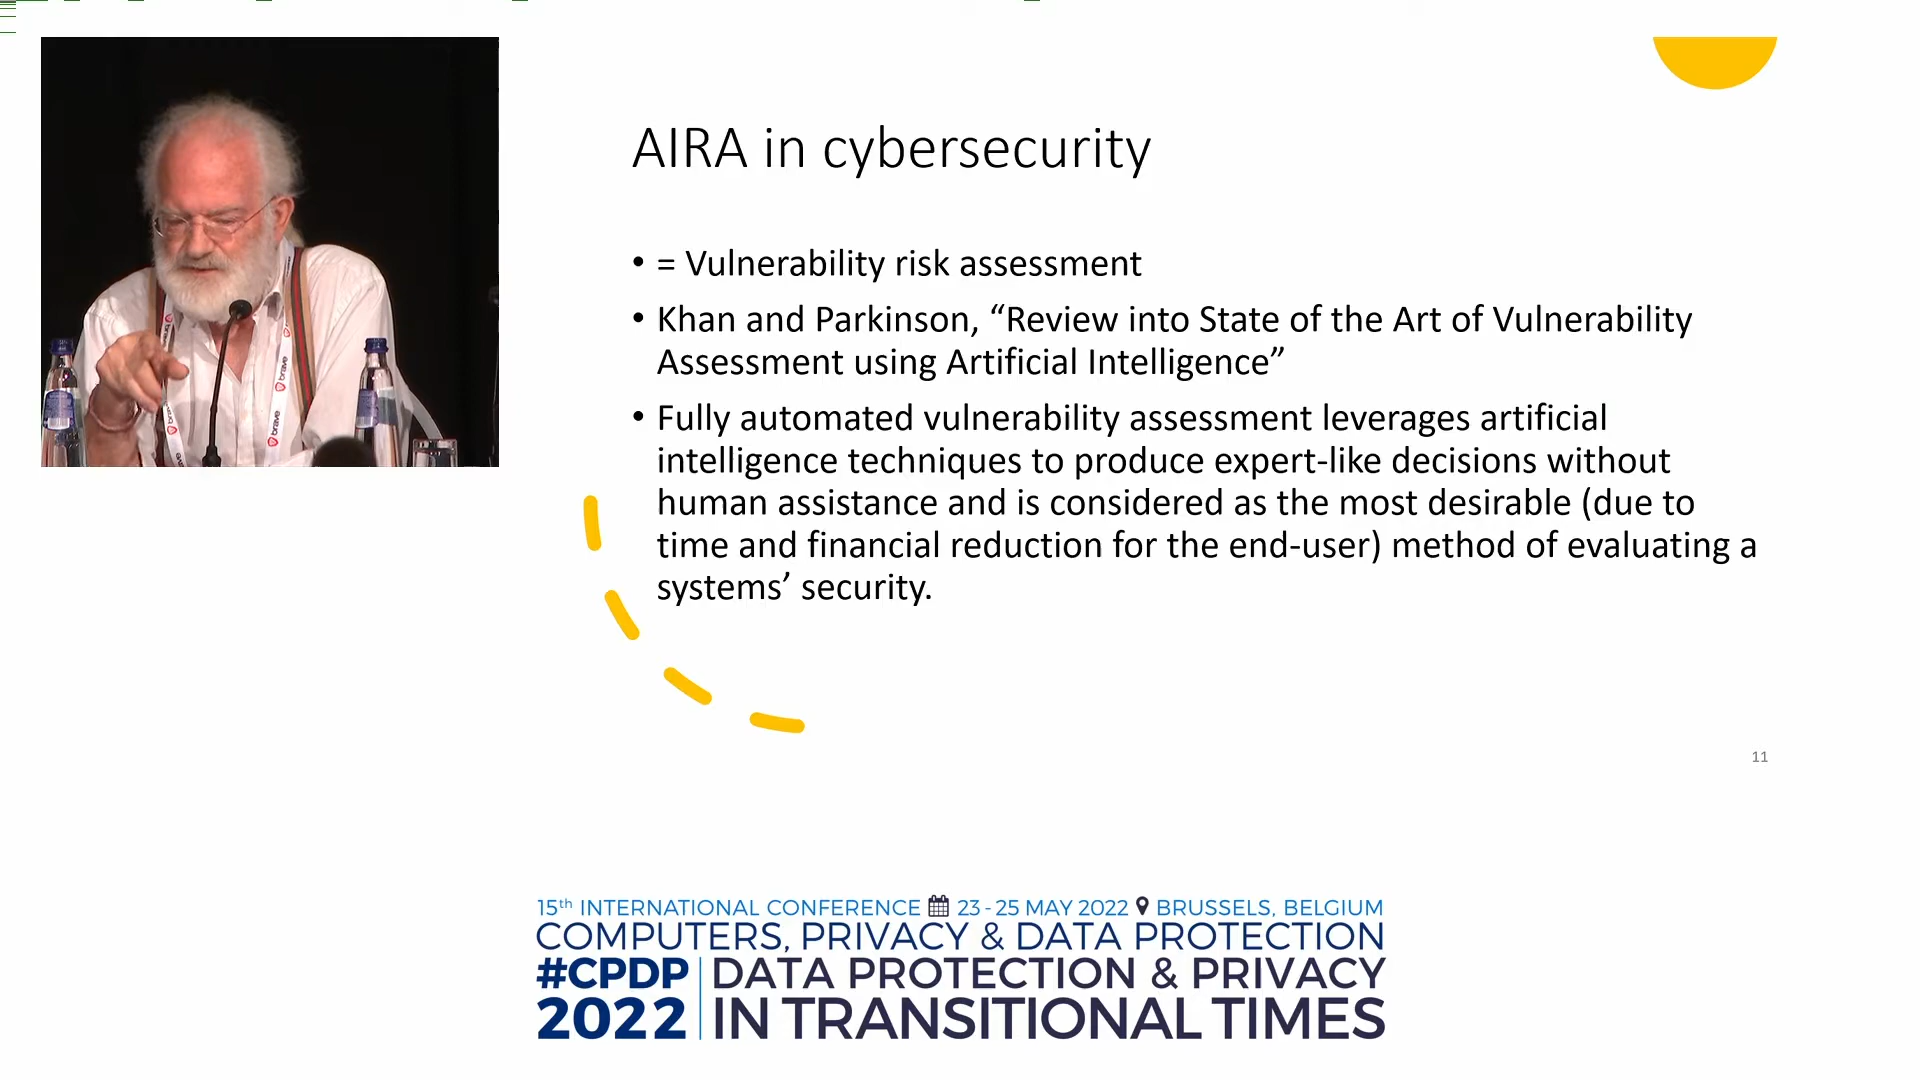 AIRA in cybersecurity
• = Vulnerability risk assessment
• Khan and Parkinson, “Review into State of the Art of Vulnerability
Assessment using Artificial Intelligence”
• Fully automated vulnerability assessment leverages artificial
intelligence techniques to produce expert-like decisions without
human assistance and is considered as the most desirable (due to
time and financial reduction for the end-user) method of evaluating a
systems’ security.
brave
brave
brave
11
15th INTERNATIONAL CONFERENCE 23-25 MAY 2022 BRUSSELS, BELGIUM
COMPUTERS, PRIVACY & DATA PROTECTION
#CPDP DATA PROTECTION & PRIVACY
2022 IN TRANSITIONAL TIMES